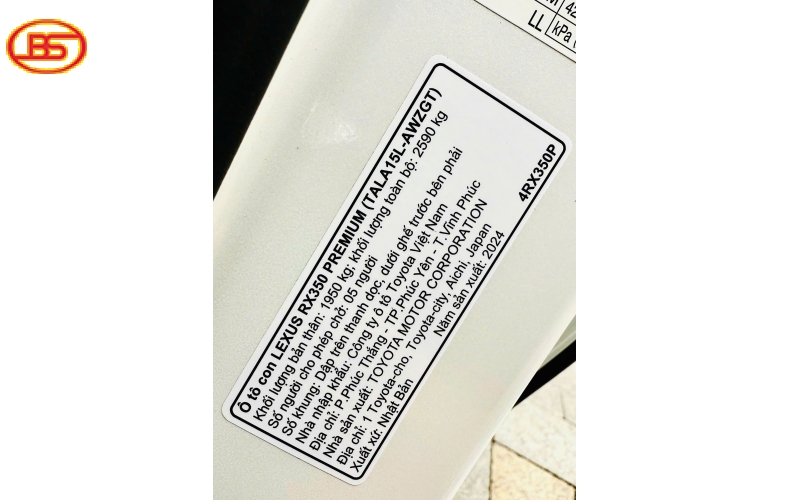 BS
M 42
LL kPa (
Ô tô con LEXUS RX350 PREMIUM (TALA15L-AWZGT)
Khối lượng bản thân: 1950 kg; khối lượng toàn bộ: 2590 kg
Số người cho phép chở: 05 người
Số khung: Dập trên thanh dọc, dưới ghế trước bên phải
Nhà nhập khẩu: Công ty ô tô Toyota Việt Nam
Địa chỉ: P.Phúc Thắng - TP.Phúc Yên - T.Vĩnh Phúc
Nhà sản xuất: TOYOTA MOTOR CORPORATION
Địa chỉ: 1 Toyota-cho, Toyota-city, Aichi, Japan
Xuất xứ: Nhật Bản Năm sản xuất: 2024
4RX350P